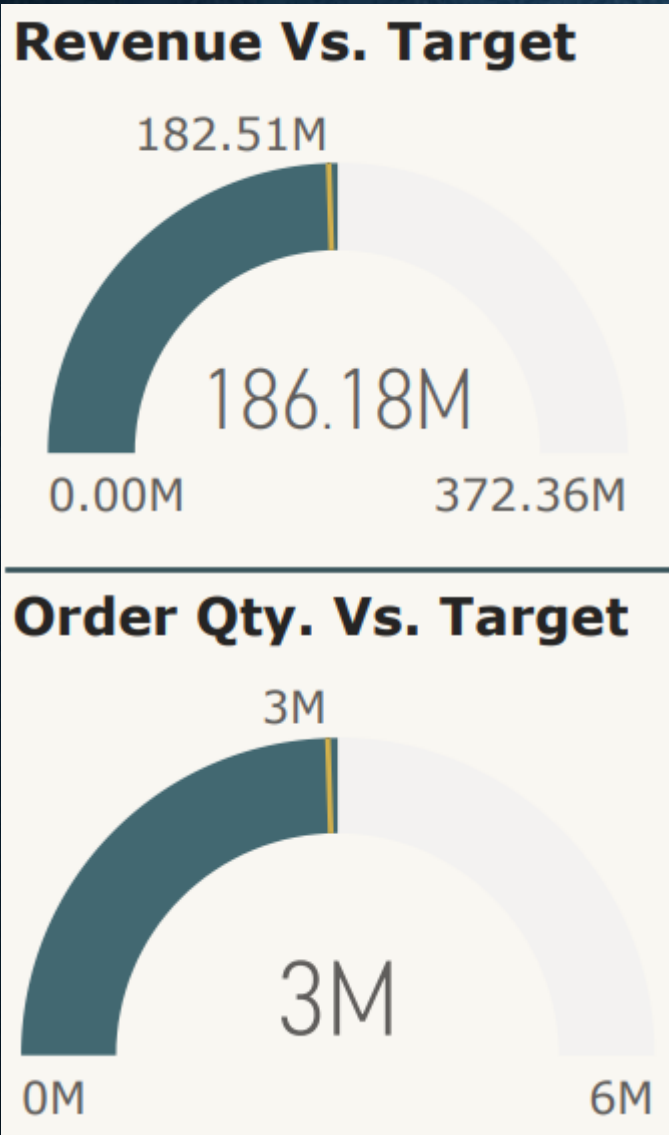 Revenue Vs. Target
182.51M
186.18M
0.00M 372.36M
Order Qty. Vs. Target
3M
3M
0M 6M